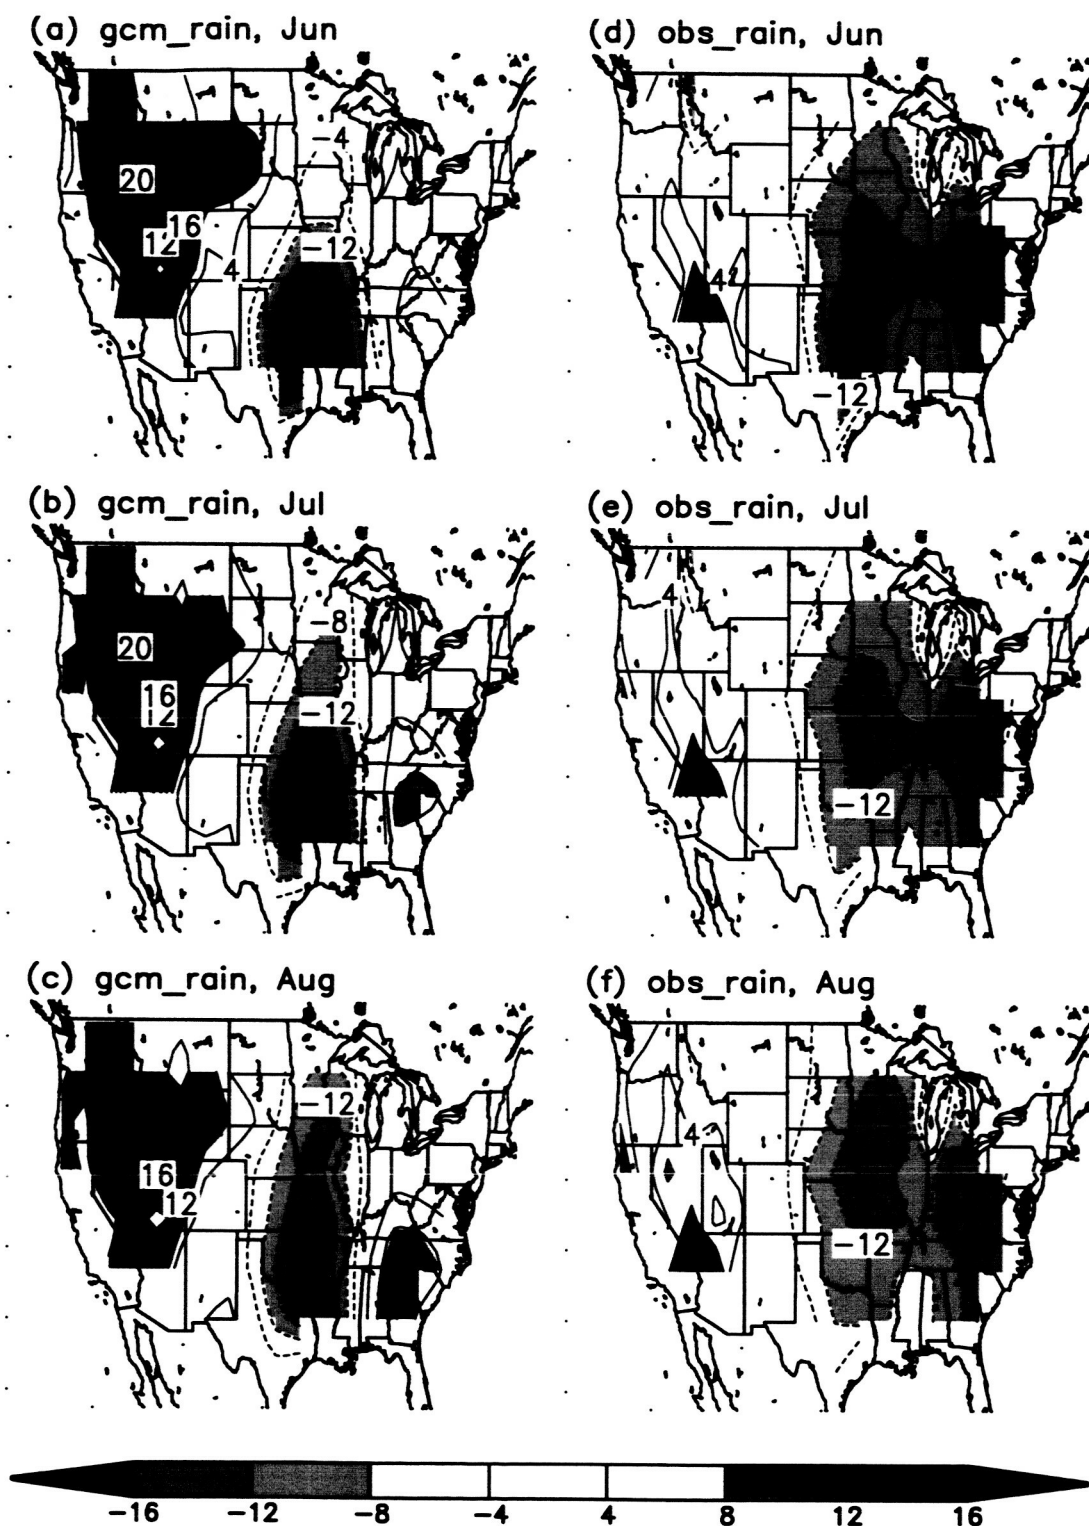 (a) gcm_rain, Jun
(d) obs_rain, Jun
-4
20
16
12
-12
4
4
-12
(b) gcm_rain, Jul
(e) obs_rain, Jul
4
-8
20
16
12
-12
-12
(c) gcm_rain, Aug
(f) obs_rain, Aug
-12
4
16
12
-12
-16 -12 -8 -4 4 8 12 16